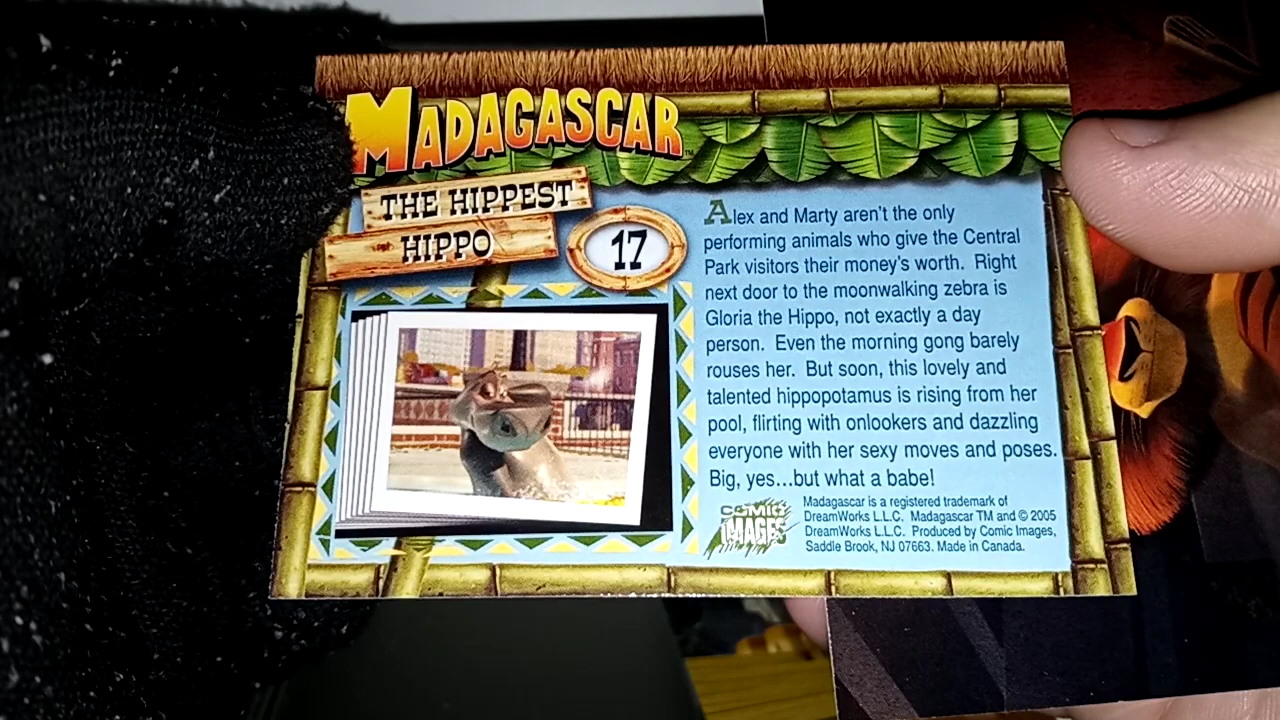 MADAGASCAR™
THE HIPPEST
HIPPO
17
Alex and Marty aren't the only
performing animals who give the Central
Park visitors their money's worth. Right
next door to the moonwalking zebra is
Gloria the Hippo, not exactly a day
person. Even the morning gong barely
rouses her. But soon, this lovely and
talented hippopotamus is rising from her
pool, flirting with onlookers and dazzling
everyone with her sexy moves and poses.
Big, yes...but what a babe!
COMIC
IMAGES
Madagascar is a registered trademark of
DreamWorks L.L.C. Madagascar TM and © 2005
DreamWorks L.L.C. Produced by Comic Images,
Saddle Brook, NJ 07663. Made in Canada.